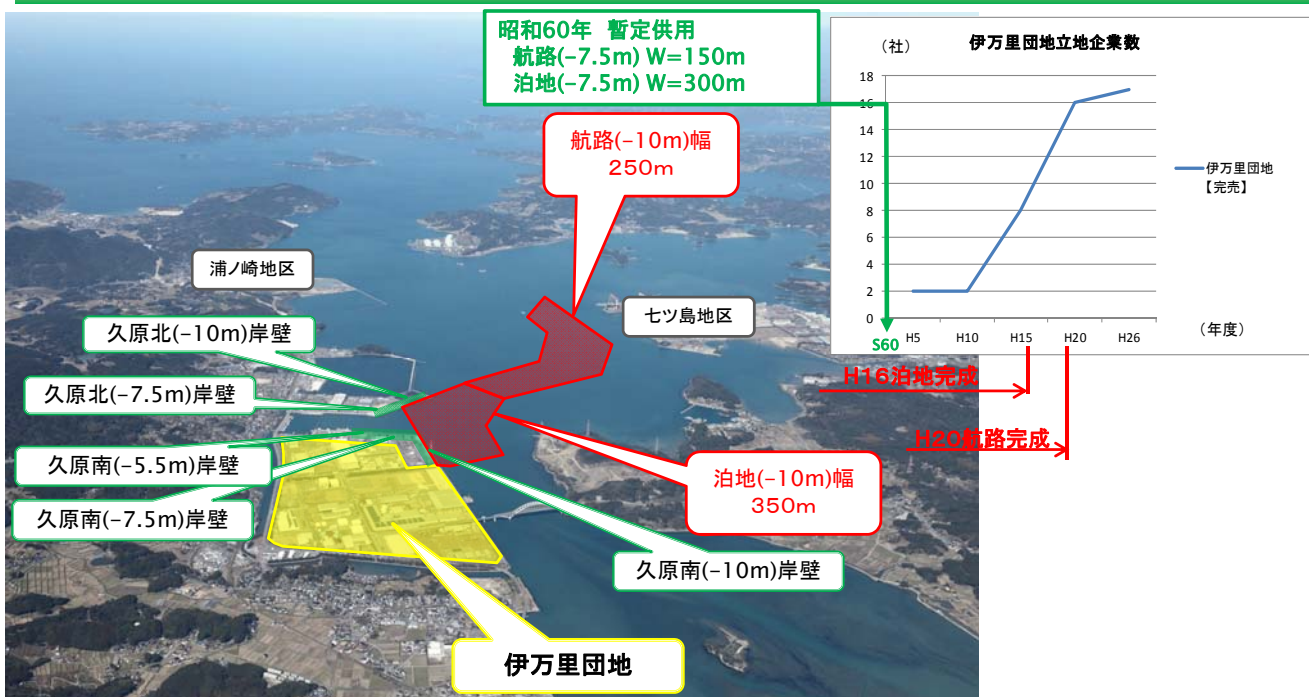 昭和60年 暫定供用
航路(-7.5m) W=150m
泊地(-7.5m) W=300m
航路(-10m)幅
250m
浦ノ崎地区
七ツ島地区
久原北(-10m)岸壁
久原北(-7.5m)岸壁
久原南(-5.5m)岸壁
久原南(-7.5m)岸壁
泊地(-10m)幅
350m
久原南(-10m)岸壁
伊万里団地
（社）
伊万里団地立地企業数
18
16
14
12
10
8
6
4
2
0
S60
H5
H10
H15
H20
H26
（年度）
伊万里団地
【完売】
H16泊地完成
H20航路完成